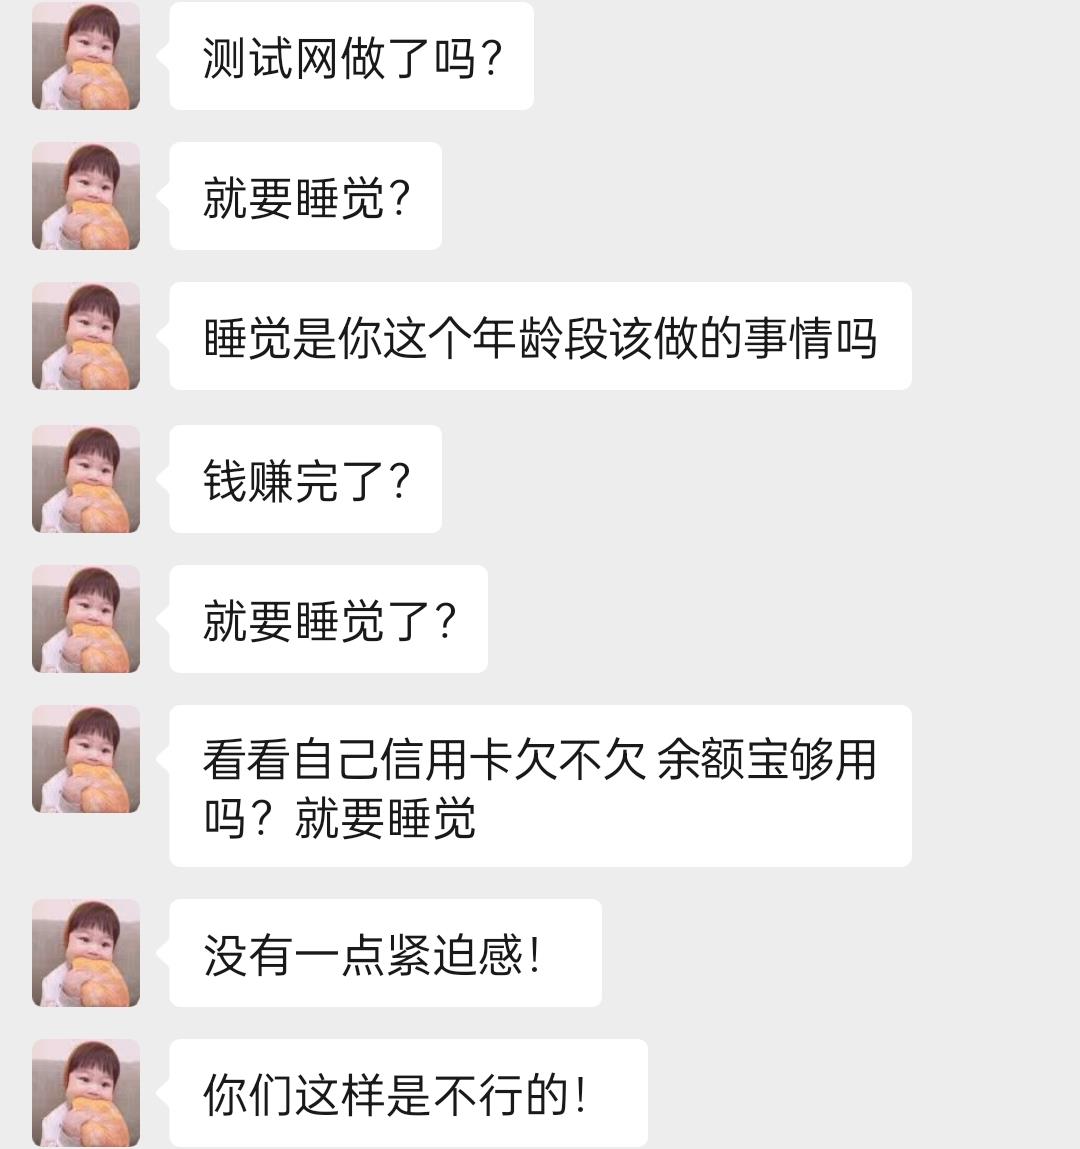 测试网做了吗？
就要睡觉？
睡觉是你这个年龄段该做的事情吗
钱赚完了？
就要睡觉了？
看看自己信用卡欠不欠 余额宝够用
吗？就要睡觉
没有一点紧迫感！
你们这样是不行的！